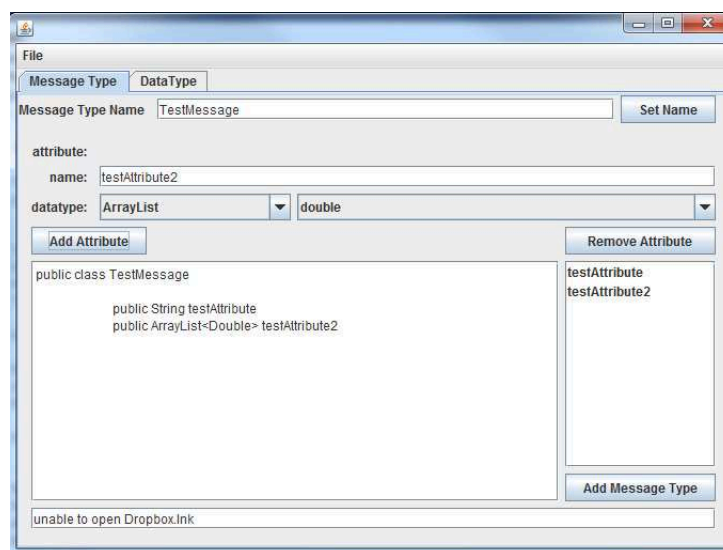 File
Message Type DataType
Message Type Name TestMessage Set Name
attribute:
name: testAttribute2
datatype: ArrayList double
Add Attribute Remove Attribute
public class TestMessage
public String testAttribute
public ArrayList<Double> testAttribute2
testAttribute
testAttribute2
Add Message Type
unable to open Dropbox.lnk